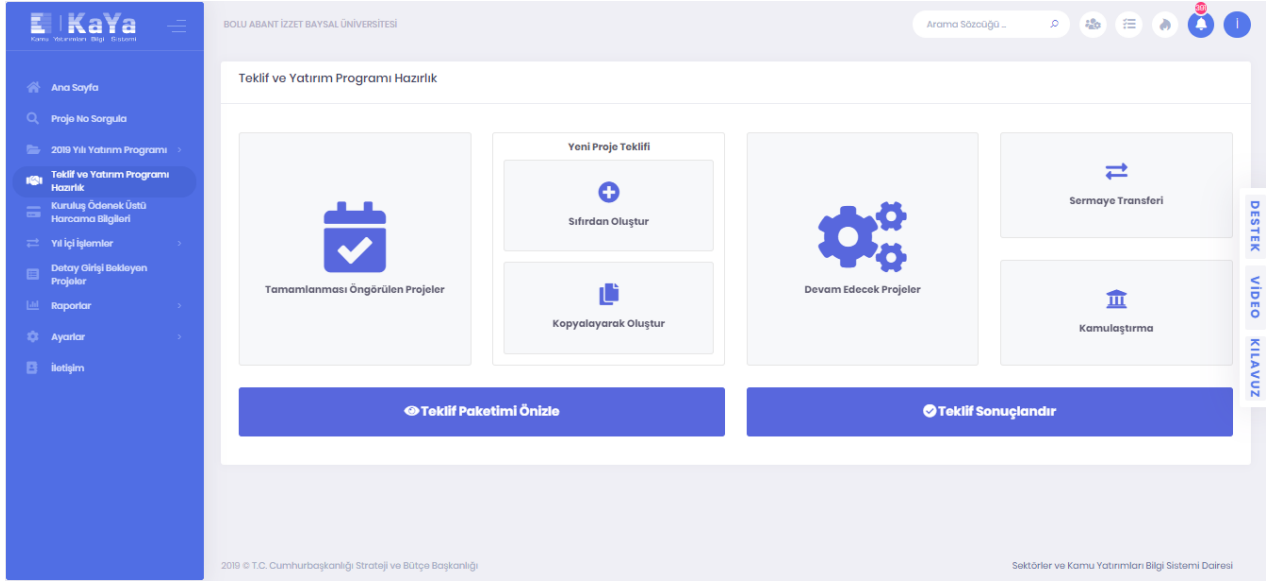 KaYa
Kamu Yatırımları Bilgi Sistemi
BOLU ABANT İZZET BAYSAL ÜNİVERSİTESİ
Arama Sözcüğü ..
Ana Sayfa
Proje No Sorgula
2019 Yılı Yatırım Programı
Teklif ve Yatırım Programı
Hazırlık
Kuruluş Ödenek Üstü
Harcama Bilgileri
Yıl İçi İşlemler
Detay Girişi Bekleyen
Projeler
Raporlar
Ayarlar
İletişim
Teklif ve Yatırım Programı Hazırlık
Tamamlanması Öngörülen Projeler
Yeni Proje Teklifi
Sıfırdan Oluştur
Kopyalayarak Oluştur
Devam Edecek Projeler
Sermaye Transferi
Kamulaştırma
Teklif Paketimi Önizle
Teklif Sonuçlandır
DESTEK
VİDEO
KILAVUZ
2019 © T.C. Cumhurbaşkanlığı Strateji ve Bütçe Başkanlığı
Sektörler ve Kamu Yatırımları Bilgi Sistemi Dairesi